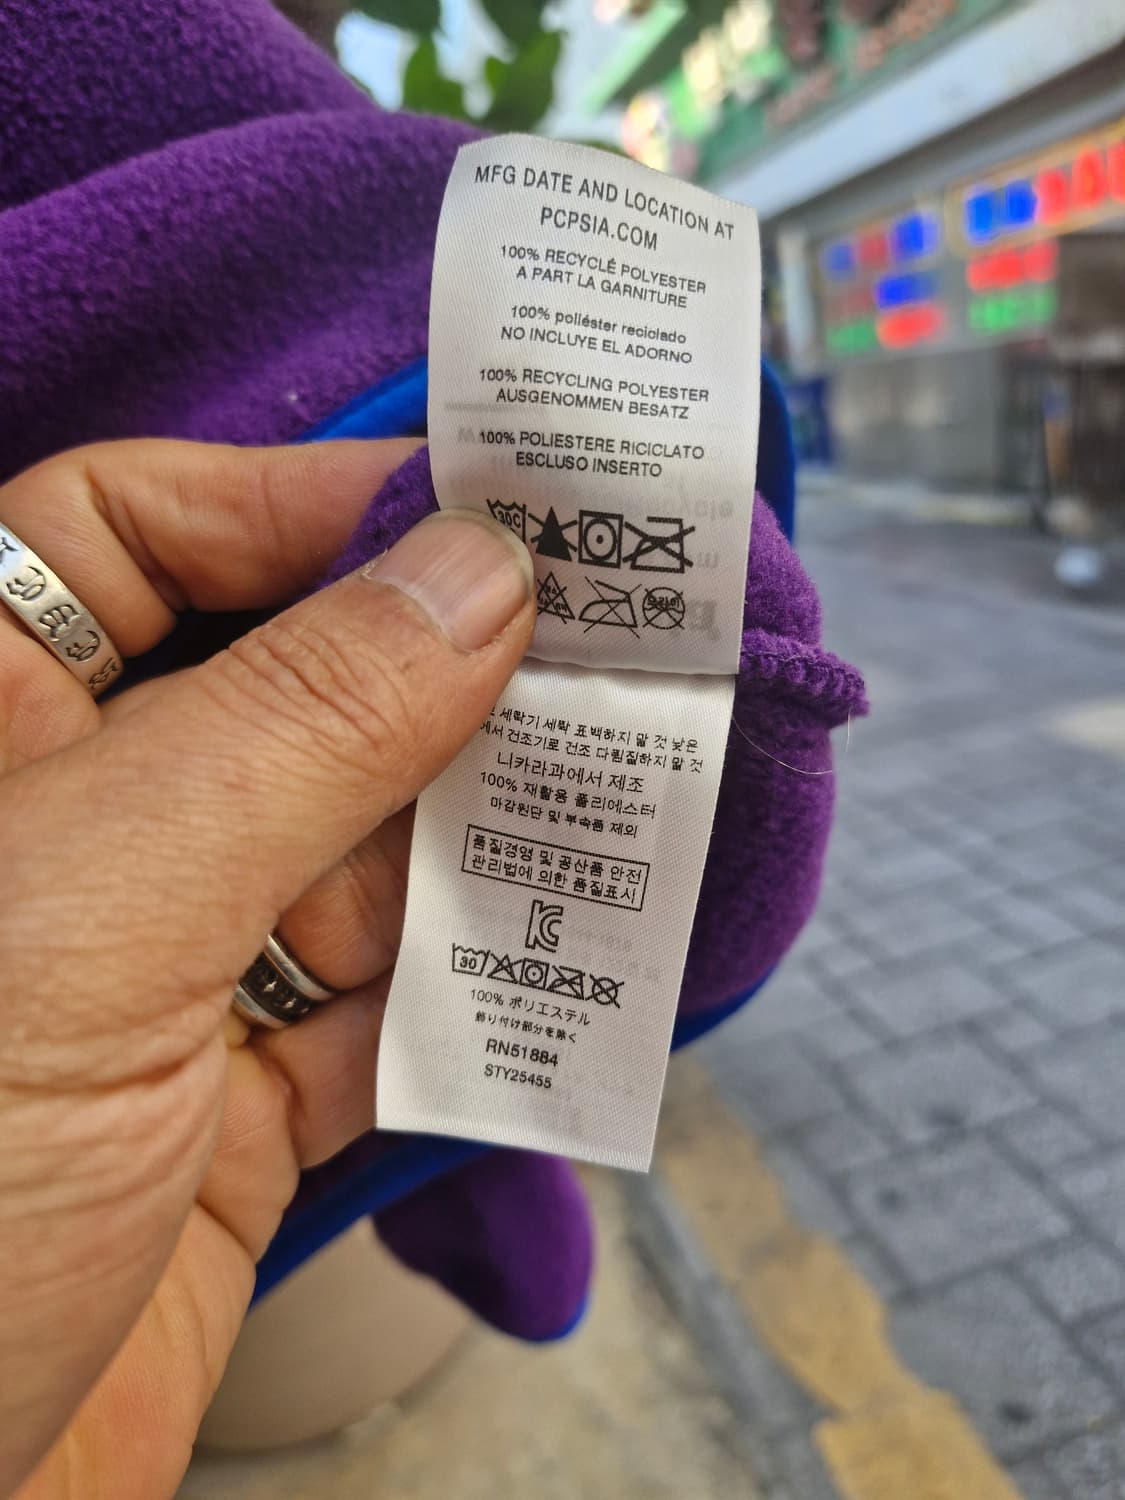 MFG DATE AND LOCATION AT
PCPSIA.COM
100% RECYCLÉ POLYESTER
A PART LA GARNITURE
100% poliéster reciclado
NO INCLUYE EL ADORNO
100% RECYCLING POLYESTER
AUSGENOMMEN BESATZ
100% POLIESTERE RICICLATO
ESCLUSO INSERTO
30C
세탁기 세탁 표백하지 말 것 낮은
에서 건조기로 건조 다림질하지 말 것
니카라과에서 제조
100% 재활용 폴리에스터
마감원단 및 부속품 제외
품질경영 및 공산품 안전
관리법에 의한 품질표시
KC
30
100% ポリエステル
飾り付け部分を除く
RN51884
STY25455